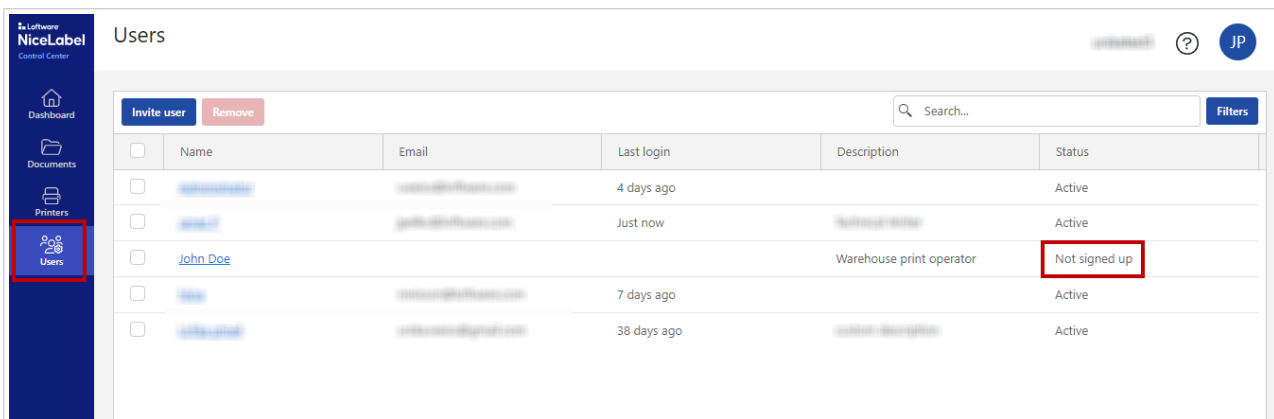 Loftware
NiceLabel
Control Center
Dashboard
Documents
Printers
Users
Users
? JP
Invite user Remove Search... Filters
Name Email Last login Description Status
4 days ago Active
Just now Active
John Doe Warehouse print operator Not signed up
7 days ago Active
38 days ago Active